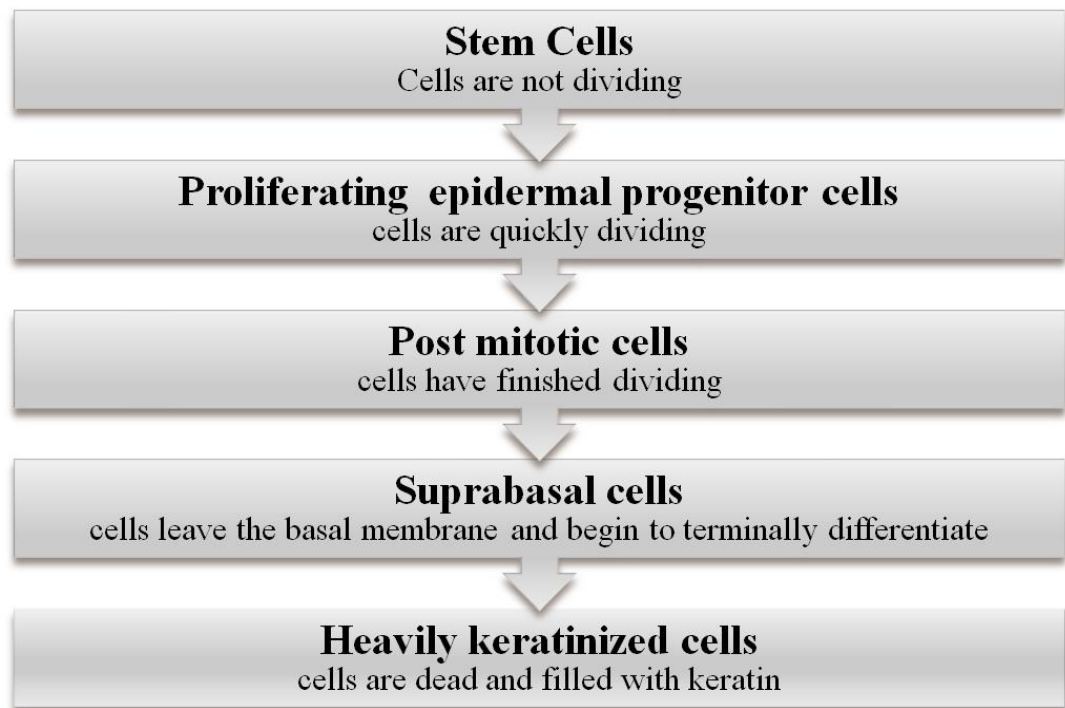 Stem Cells
Cells are not dividing
Proliferating epidermal progenitor cells
cells are quickly dividing
Post mitotic cells
cells have finished dividing
Suprabasal cells
cells leave the basal membrane and begin to terminally differentiate
Heavily keratinized cells
cells are dead and filled with keratin